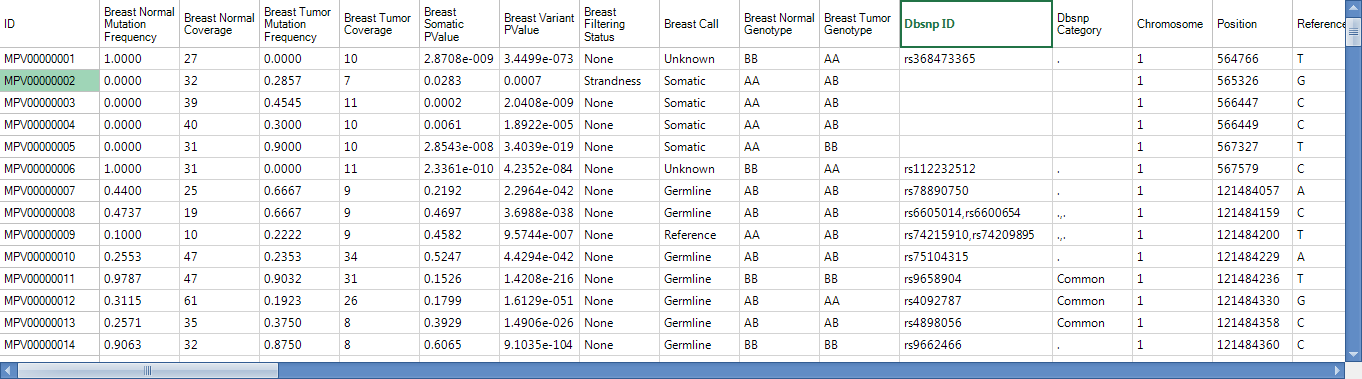 ID Breast Normal Mutation Frequency Breast Normal Coverage Breast Tumor Mutation Frequency Breast Tumor Coverage Breast Somatic PValue Breast Variant PValue Breast Filtering Status Breast Call Breast Normal Genotype Breast Tumor Genotype Dbsnp ID Dbsnp Category Chromosome Position Reference
MPV00000001 1.0000 27 0.0000 10 2.8708e-009 3.4499e-073 None Unknown BB AA rs368473365 . 1 564766 T
MPV00000002 0.0000 32 0.2857 7 0.0283 0.0007 Strandness Somatic AA AB 1 565326 G
MPV00000003 0.0000 39 0.4545 11 0.0002 2.0408e-009 None Somatic AA AB 1 566447 C
MPV00000004 0.0000 40 0.3000 10 0.0061 1.8922e-005 None Somatic AA AB 1 566449 C
MPV00000005 0.0000 31 0.9000 10 2.8543e-008 3.4039e-019 None Somatic AA BB 1 567327 T
MPV00000006 1.0000 31 0.0000 11 2.3361e-010 4.2352e-084 None Unknown BB AA rs112232512 . 1 567579 C
MPV00000007 0.4400 25 0.6667 9 0.2192 2.2964e-042 None Germline AB AB rs78890750 . 1 121484057 A
MPV00000008 0.4737 19 0.6667 9 0.4697 3.6988e-038 None Germline AB AB rs6605014,rs6600654 .,. 1 121484159 C
MPV00000009 0.1000 10 0.2222 9 0.4582 9.5744e-007 None Reference AA AB rs74215910,rs74209895 .,. 1 121484200 T
MPV00000010 0.2553 47 0.2353 34 0.5247 4.4294e-042 None Germline AB AB rs75104315 . 1 121484229 A
MPV00000011 0.9787 47 0.9032 31 0.1526 1.4208e-216 None Germline BB BB rs9658904 Common 1 121484236 T
MPV00000012 0.3115 61 0.1923 26 0.1799 1.6129e-051 None Germline AB AA rs4092787 Common 1 121484330 G
MPV00000013 0.2571 35 0.3750 8 0.3929 1.4906e-026 None Germline AB AB rs4898056 Common 1 121484358 C
MPV00000014 0.9063 32 0.8750 8 0.6065 9.1035e-104 None Germline BB BB rs9662466 . 1 121484360 C